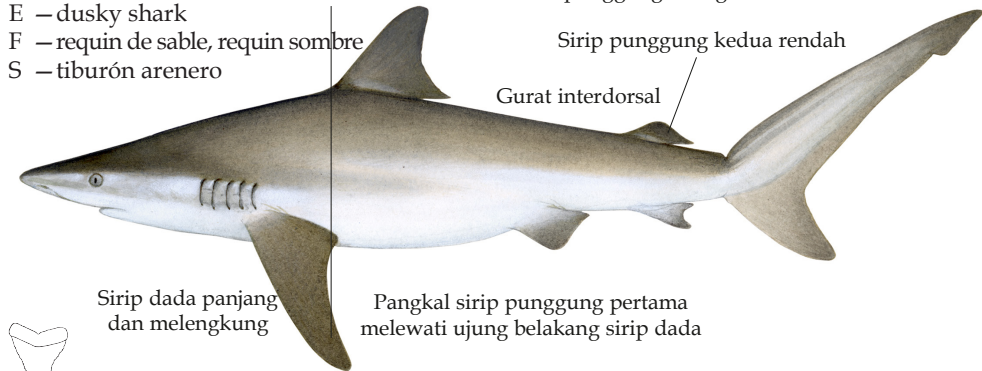 E – dusky shark
F – requin de sable, requin sombre
S – tiburón arenero
Sirip punggung kedua rendah
Gurat interdorsal
Sirip dada panjang
dan melengkung
Pangkal sirip punggung pertama
melewati ujung belakang sirip dada